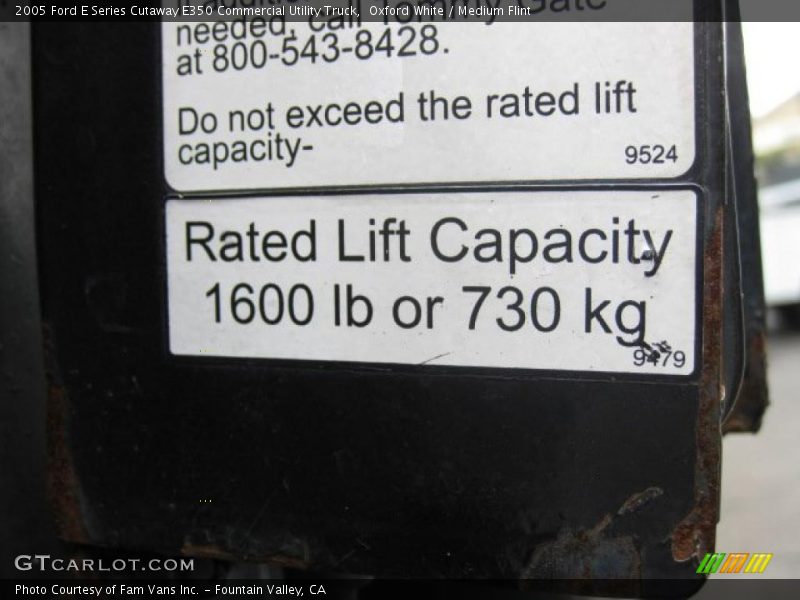 2005 Ford E Series Cutaway E350 Commercial Utility Truck, Oxford White / Medium Flint
needed, call Tommy Gate
at 800-543-8428.
Do not exceed the rated lift
capacity-
9524
Rated Lift Capacity
1600 lb or 730 kg
9479
GTCARLOT.COM
Photo Courtesy of Fam Vans Inc. - Fountain Valley, CA